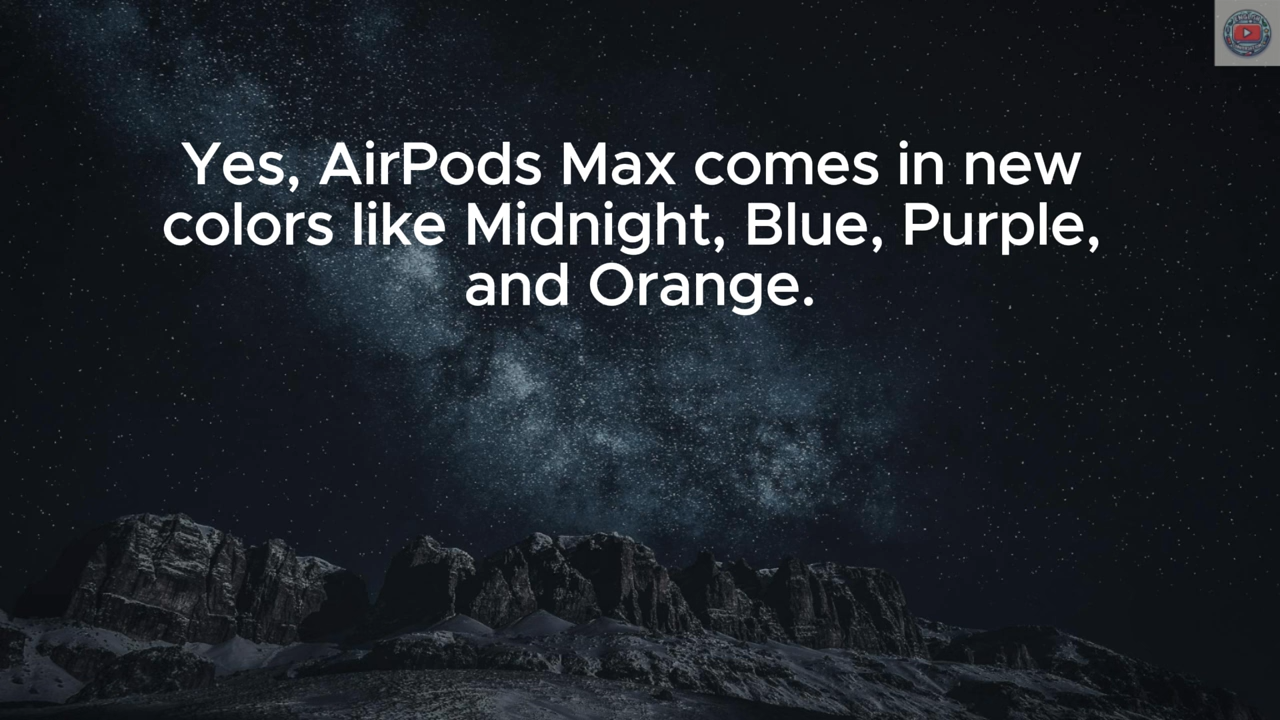 Yes, AirPods Max comes in new
colors like Midnight, Blue, Purple,
and Orange.